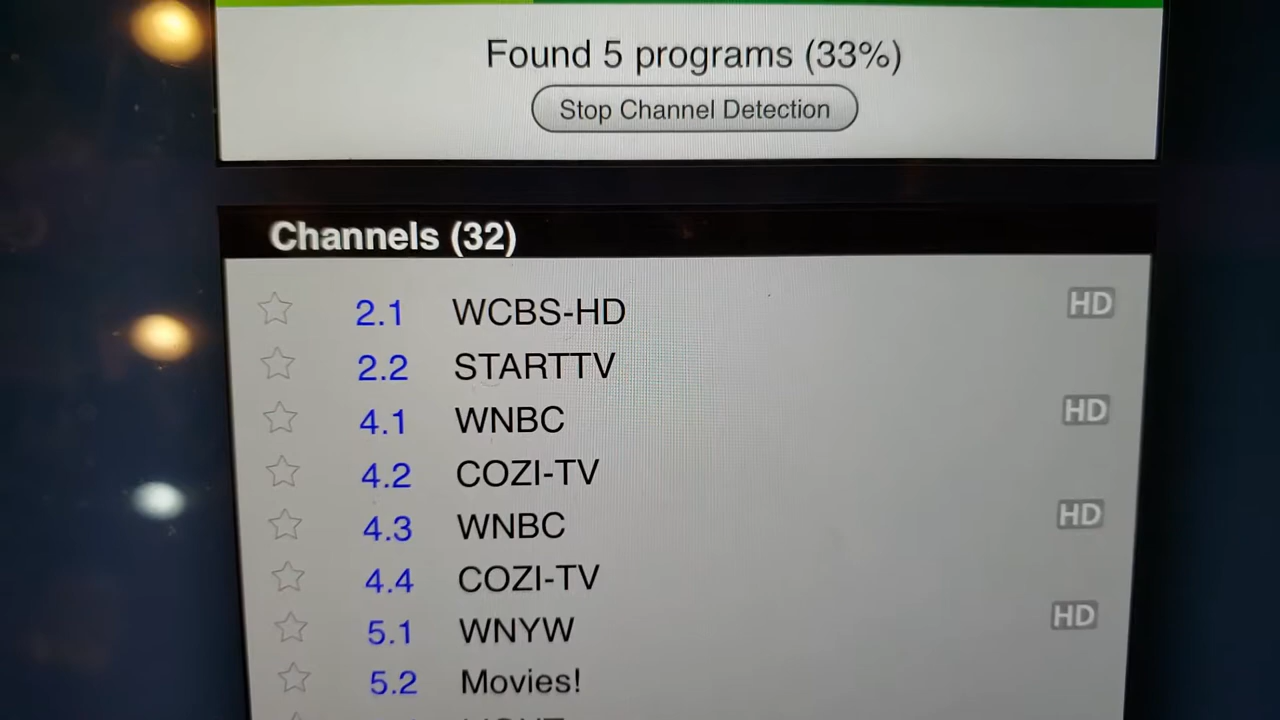 Found 5 programs (33%)
Stop Channel Detection
Channels (32)
2.1 WCBS-HD HD
2.2 STARTTV
4.1 WNBC HD
4.2 COZI-TV
4.3 WNBC HD
4.4 COZI-TV
5.1 WNYW HD
5.2 Movies!